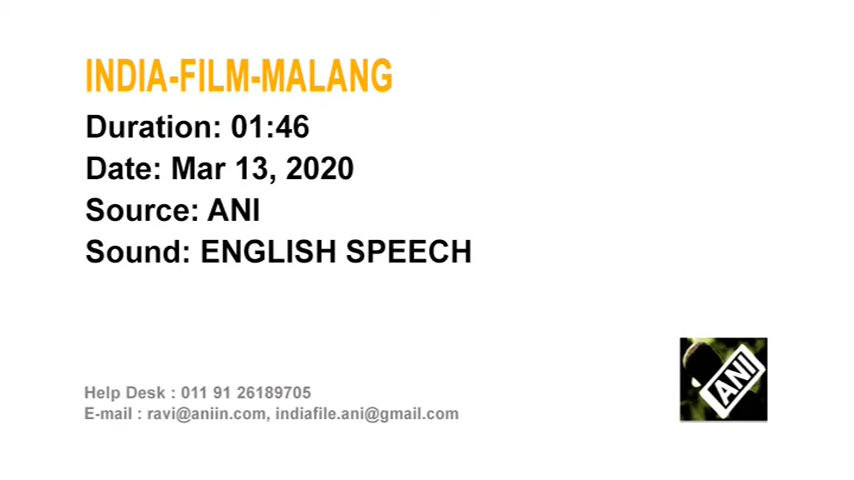 INDIA-FILM-MALANG
Duration: 01:46
Date: Mar 13, 2020
Source: ANI
Sound: ENGLISH SPEECH
Help Desk : 011 91 26189705
E-mail : ravi@aniin.com, indiafile.ani@gmail.com
ANI